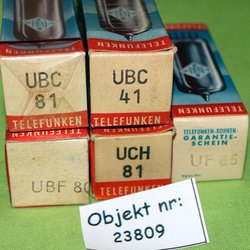 UBC
81
TELEFUNKEN
UBC
41
TELEFUNKEN
TELEFUNKEN
TELEFUNKEN-RÖHREN-
GARANTIE-
SCHEIN
UF 85
UBF 80
UCH
81
TELEFUNKEN
Objekt nr:
23809